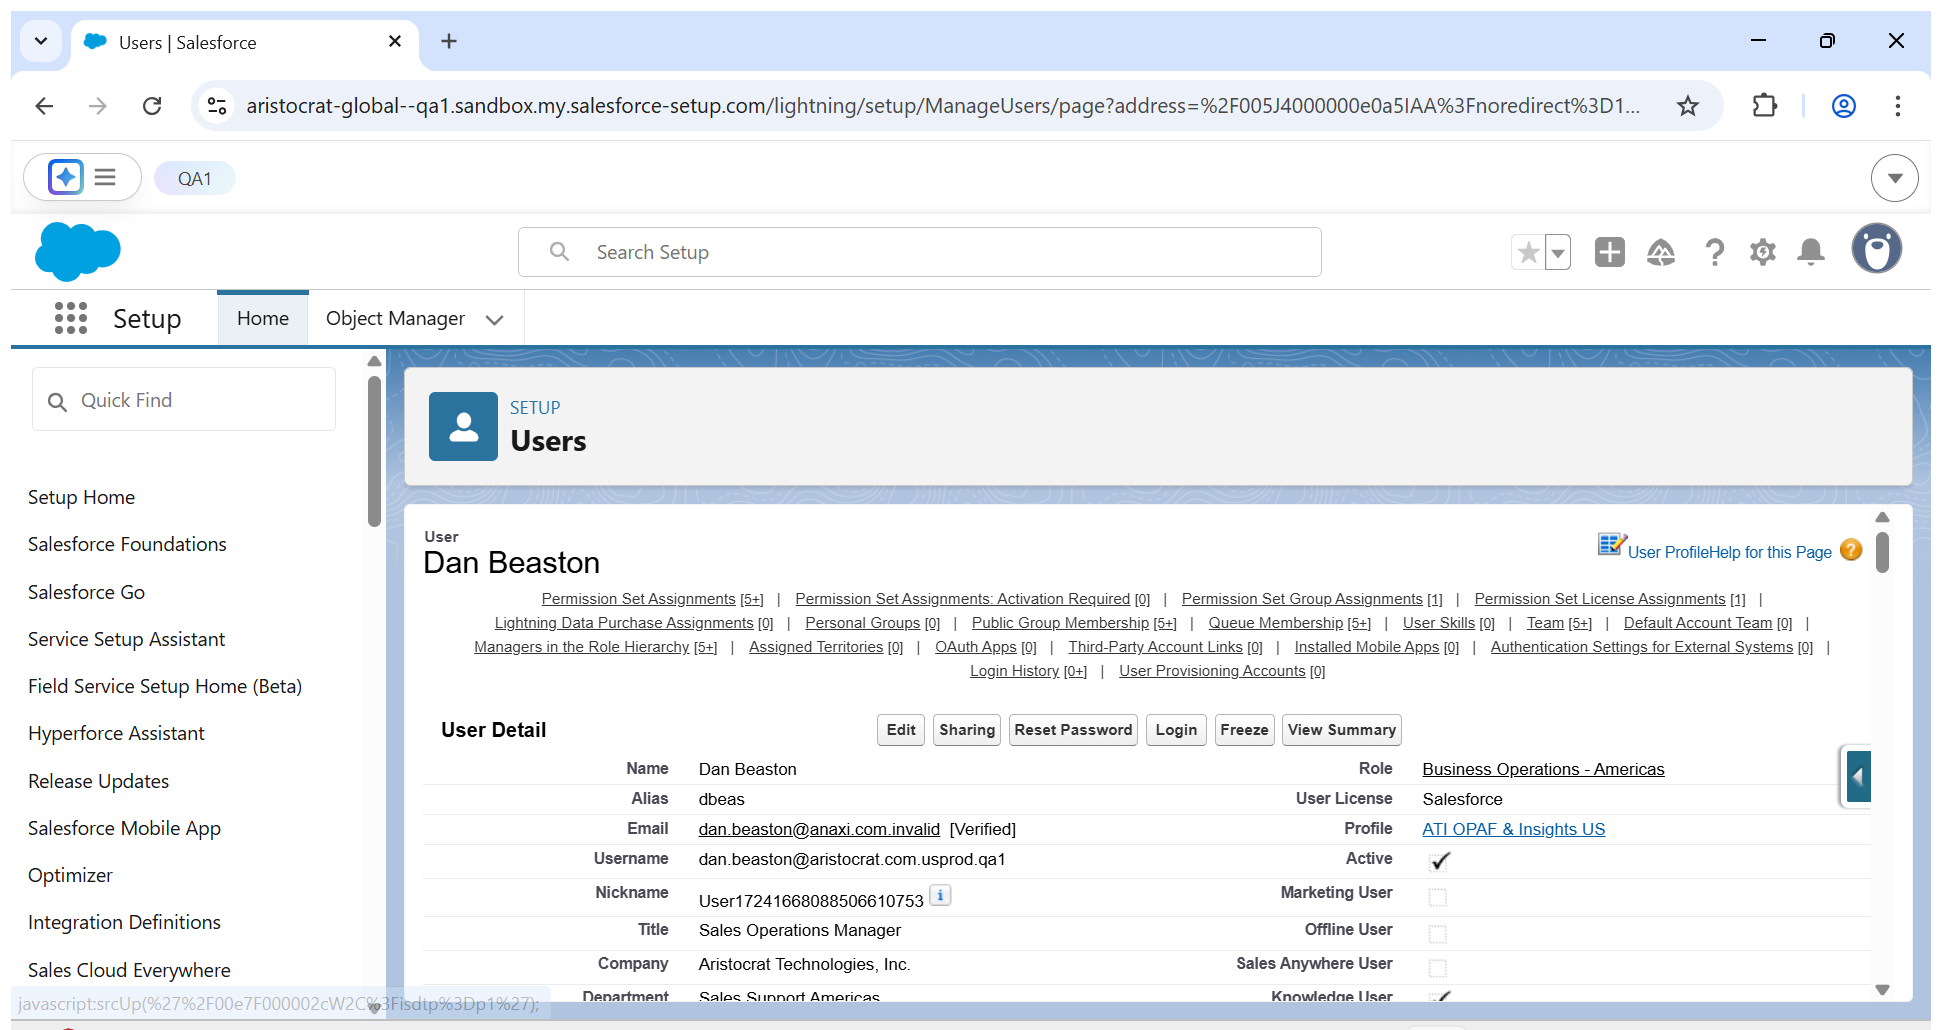 Users | Salesforce
aristocrat-global--qa1.sandbox.my.salesforce-setup.com/lightning/setup/ManageUsers/page?address=%2F005J4000000e0a5IAA%3Fnoredirect%3D1...
QA1
Search Setup
Setup
Home
Object Manager
Quick Find
Setup Home
Salesforce Foundations
Salesforce Go
Service Setup Assistant
Field Service Setup Home (Beta)
Hyperforce Assistant
Release Updates
Salesforce Mobile App
Optimizer
Integration Definitions
Sales Cloud Everywhere
SETUP
Users
User
Dan Beaston
User Profile Help for this Page ?
Permission Set Assignments [5+] | Permission Set Assignments: Activation Required [0] | Permission Set Group Assignments [1] | Permission Set License Assignments [1] |
Lightning Data Purchase Assignments [0] | Personal Groups [0] | Public Group Membership [5+] | Queue Membership [5+] | User Skills [0] | Team [5+] | Default Account Team [0] |
Managers in the Role Hierarchy [5+] | Assigned Territories [0] | OAuth Apps [0] | Third-Party Account Links [0] | Installed Mobile Apps [0] | Authentication Settings for External Systems [0] |
Login History [0+] | User Provisioning Accounts [0]
User Detail
Edit Sharing Reset Password Login Freeze View Summary
Name Dan Beaston Role Business Operations - Americas
Alias dbeas User License Salesforce
Email dan.beaston@anaxi.com.invalid [Verified] Profile ATI OPAF & Insights US
Username dan.beaston@aristocrat.com.usprod.qa1 Active
Nickname User17241668088506610753 i Marketing User
Title Sales Operations Manager Offline User
Company Aristocrat Technologies, Inc. Sales Anywhere User
Department Sales Support Americas Knowledge User
javascript:srcUp(%27%2F00e7F000002cW2C%3Fisdtp%3Dp1%27);